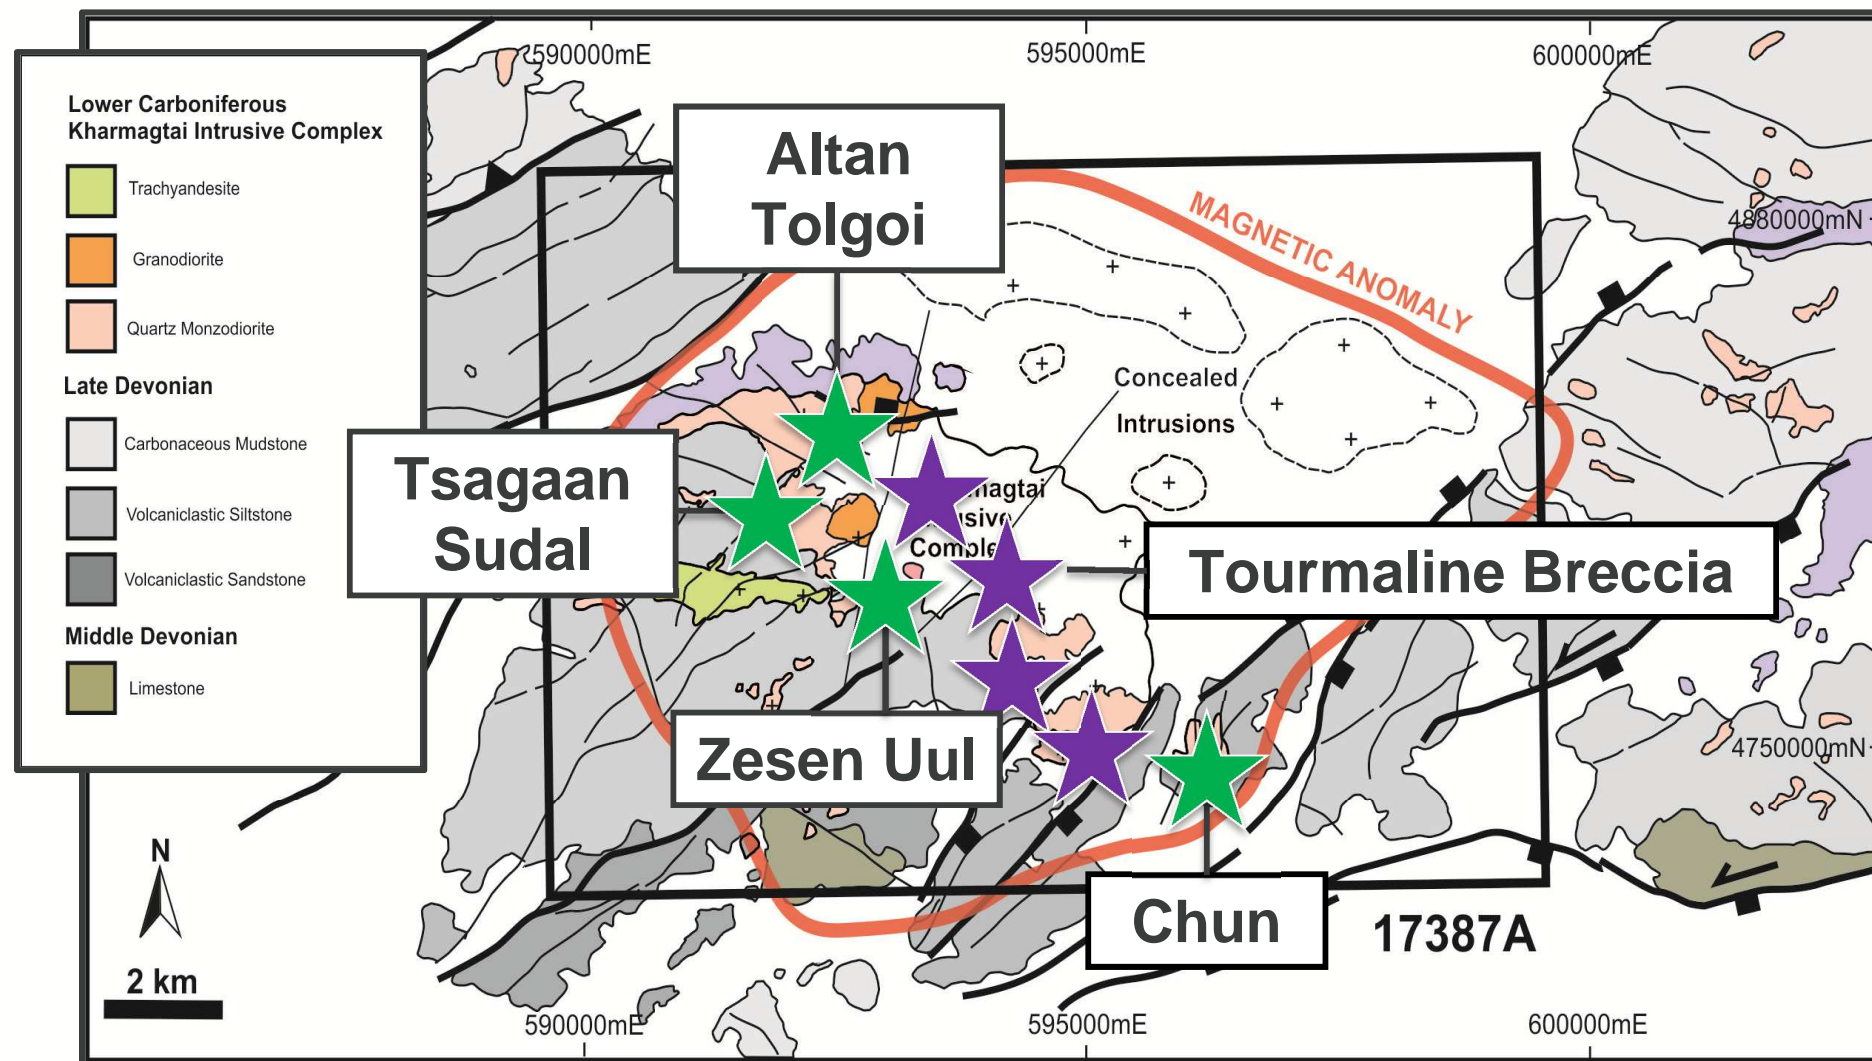 590000mE
595000mE
600000mE
Lower Carboniferous
Kharmagtai Intrusive Complex
Trachyandesite
Granodiorite
Quartz Monzodiorite
Late Devonian
Carbonaceous Mudstone
Volcaniclastic Siltstone
Volcaniclastic Sandstone
Middle Devonian
Limestone
Altan
Tolgoi
MAGNETIC ANOMALY
4880000mN
Concealed
Intrusions
Tsagaan
Sudal
Tourmaline Breccia
Zesen Uul
4750000mN
Chun
17387A
N
2 km
590000mE
595000mE
600000mE